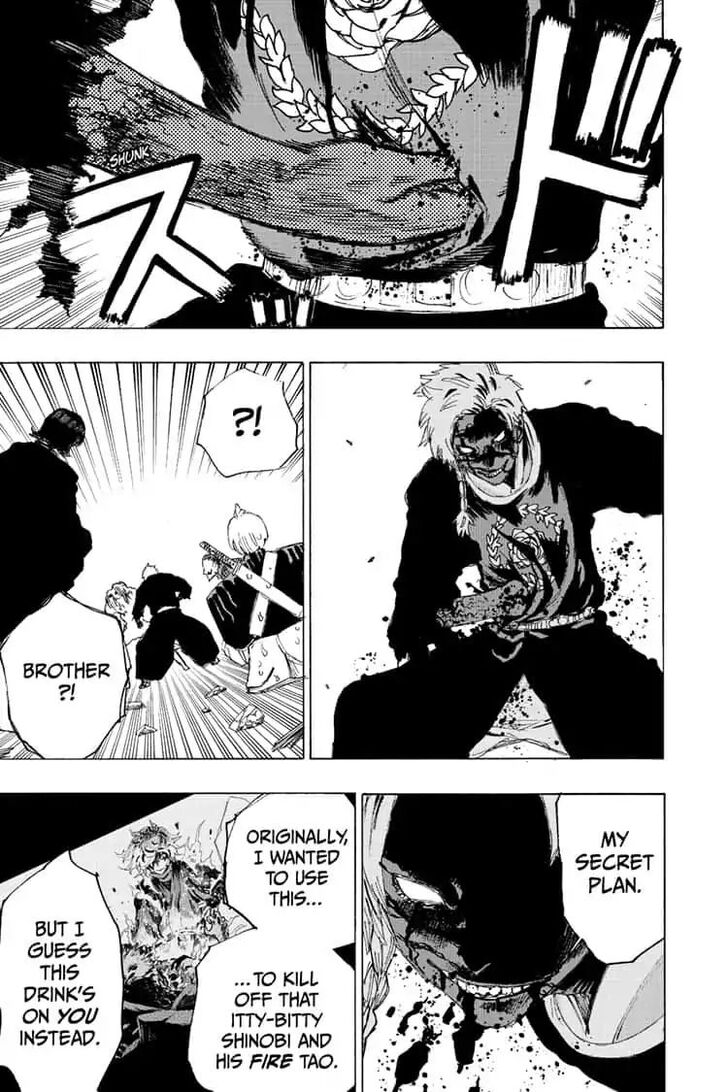 ズ
ド
SHUNK
?!
BROTHER
?!
MY
SECRET
PLAN.
ORIGINALLY,
I WANTED
TO USE
THIS...
...TO KILL
OFF THAT
ITTY-BITTY
SHINOBI AND
HIS FIRE TAO.
BUT I
GUESS
THIS
DRINK'S
ON YOU
INSTEAD.